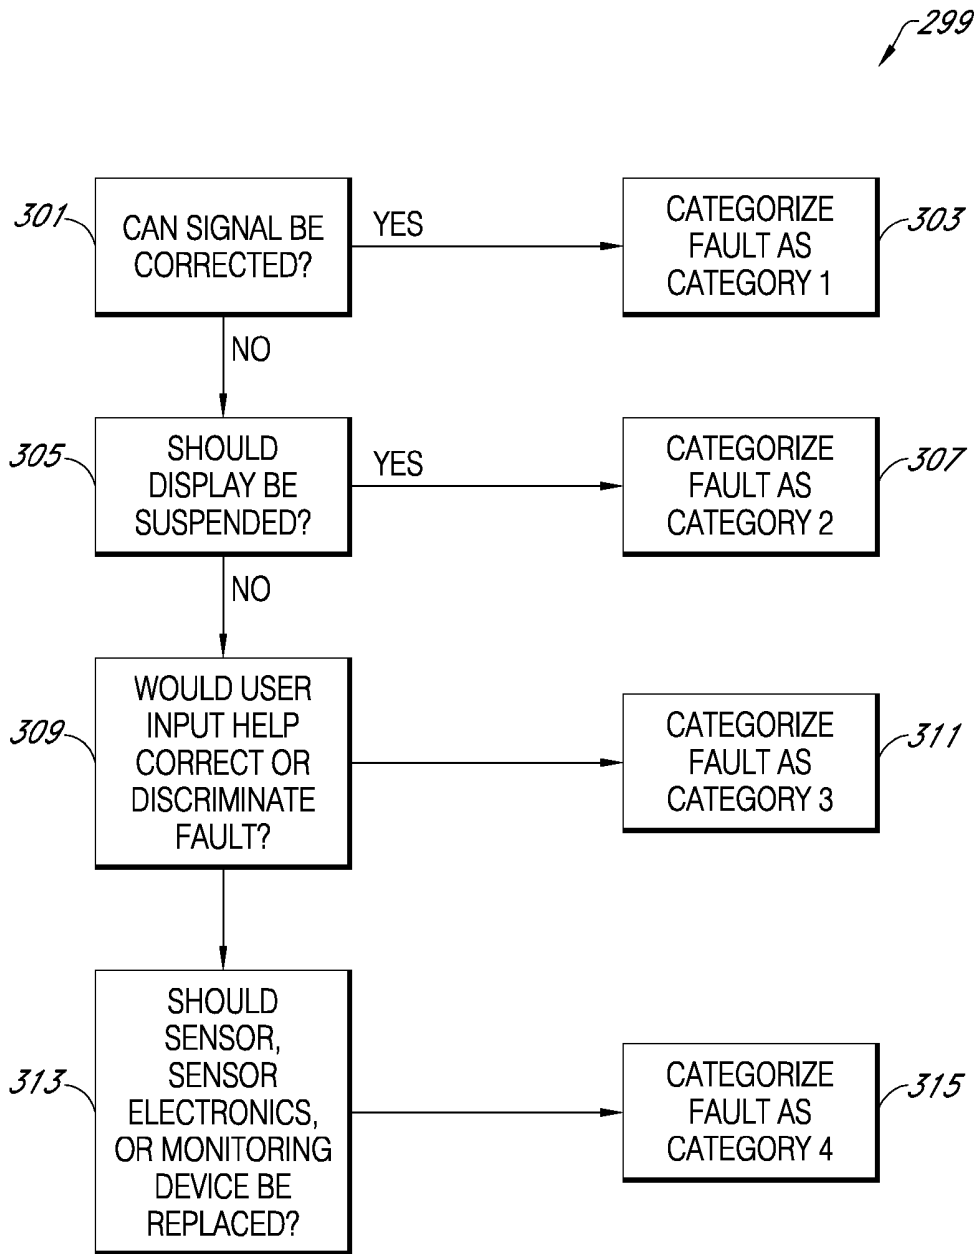 299
301
CAN SIGNAL BE
CORRECTED?
YES
CATEGORIZE
FAULT AS
CATEGORY 1
303
NO
305
SHOULD
DISPLAY BE
SUSPENDED?
YES
CATEGORIZE
FAULT AS
CATEGORY 2
307
NO
309
WOULD USER
INPUT HELP
CORRECT OR
DISCRIMINATE
FAULT?
CATEGORIZE
FAULT AS
CATEGORY 3
311
313
SHOULD
SENSOR,
SENSOR
ELECTRONICS,
OR MONITORING
DEVICE BE
REPLACED?
CATEGORIZE
FAULT AS
CATEGORY 4
315